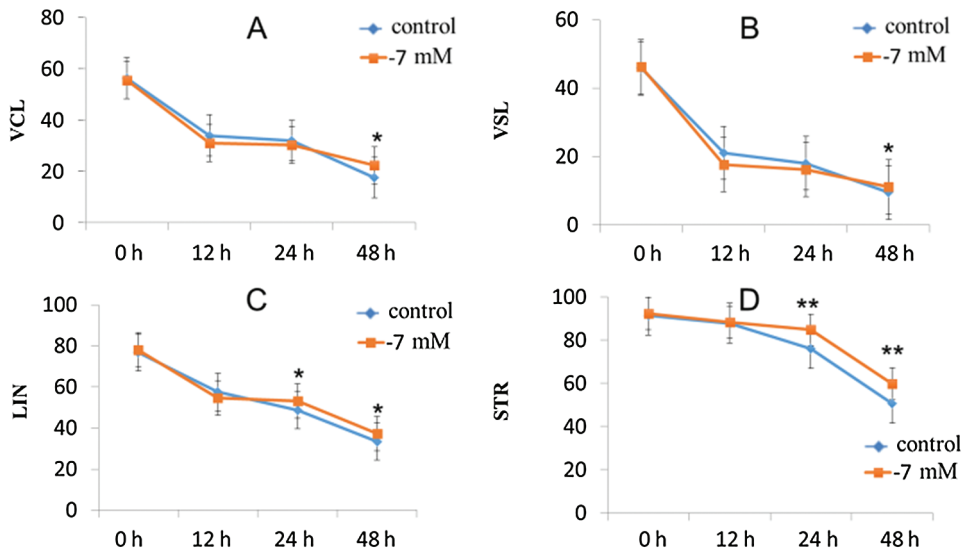 A
control
-7 mM
VCL
80
60
40
20
0
*
0 h 12 h 24 h 48 h
B
control
-7 mM
VSL
60
40
20
0
*
0 h 12 h 24 h 48 h
C
control
-7 mM
LIN
100
80
60
40
20
0
* *
0 h 12 h 24 h 48 h
D
STR
100
80
60
40
20
0
** **
control
-7 mM
0 h 12 h 24 h 48 h